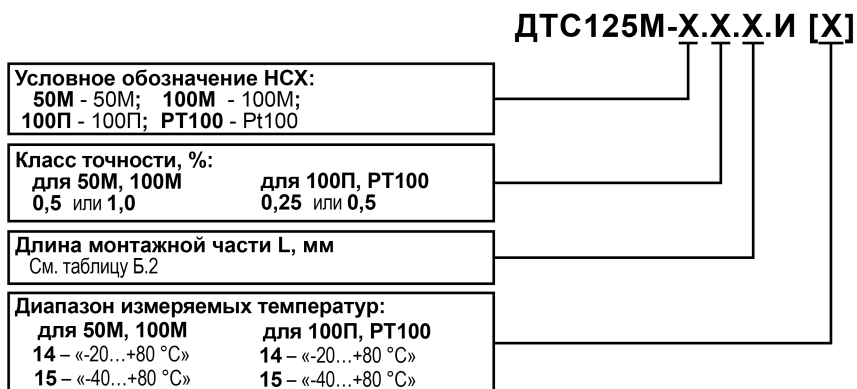 ДТС125М-Х.Х.Х.И [Х]
Условное обозначение НСХ:
50М - 50М; 100М - 100М;
100П - 100П; РТ100 - Pt100
Класс точности, %:
для 50М, 100М для 100П, РТ100
0,5 или 1,0 0,25 или 0,5
Длина монтажной части L, мм
См. таблицу Б.2
Диапазон измеряемых температур:
для 50М, 100М для 100П, РТ100
14 – «-20...+80 °С» 14 – «-20...+80 °С»
15 – «-40...+80 °С» 15 – «-40...+80 °С»